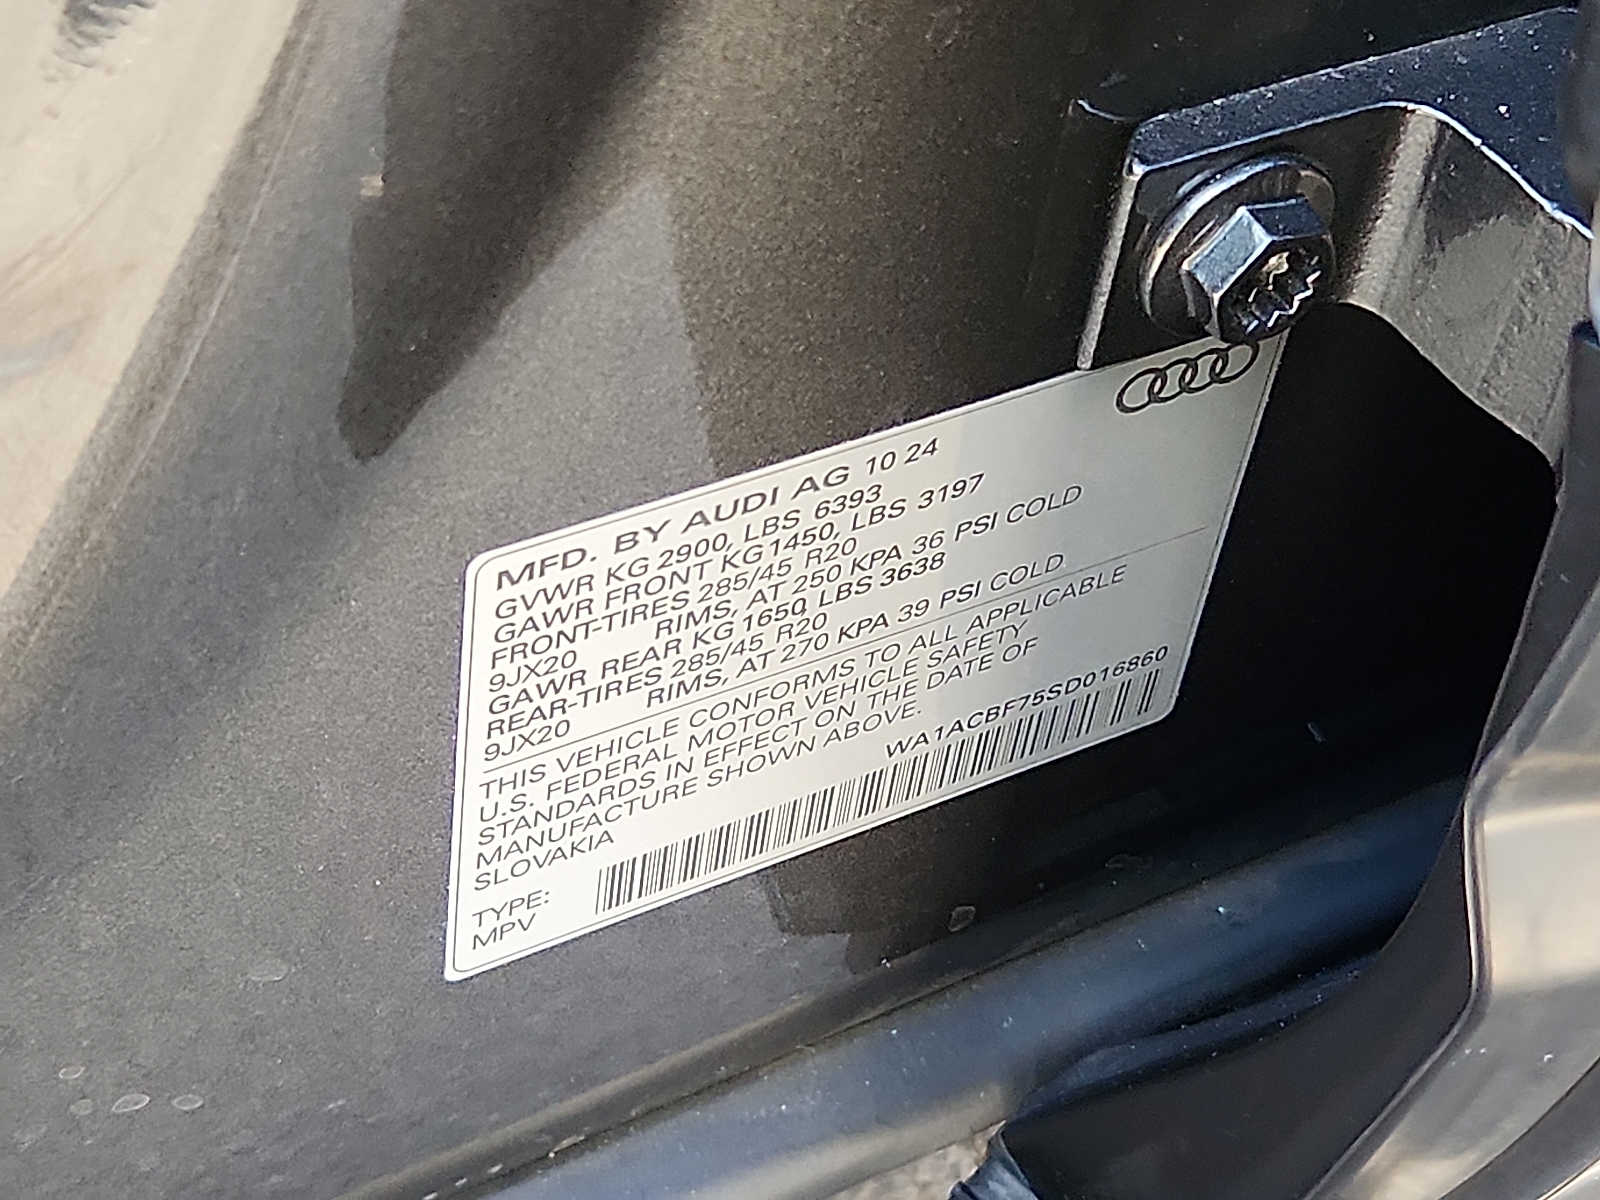 MFD. BY AUDI AG 10 24
GVWR KG 2900, LBS 6393
GAWR FRONT KG 1450, LBS 3197
FRONT-TIRES 285/45 R20
9JX20 RIMS, AT 250 KPA 36 PSI COLD
GAWR REAR KG 1650, LBS 3638
REAR-TIRES 285/45 R20
9JX20 RIMS, AT 270 KPA 39 PSI COLD
THIS VEHICLE CONFORMS TO ALL APPLICABLE
U.S. FEDERAL MOTOR VEHICLE SAFETY
STANDARDS IN EFFECT ON THE DATE OF
MANUFACTURE SHOWN ABOVE.
SLOVAKIA
WA1ACBF75SD016860
TYPE:
MPV